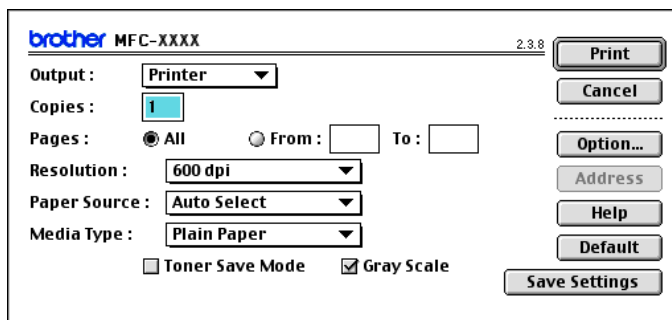 brother MFC-XXXX 2.3.8
Print
Output : Printer
Cancel
Copies : 1
Pages : All From : To :
Option...
Resolution : 600 dpi
Address
Paper Source : Auto Select
Help
Media Type : Plain Paper
Default
Toner Save Mode Gray Scale
Save Settings